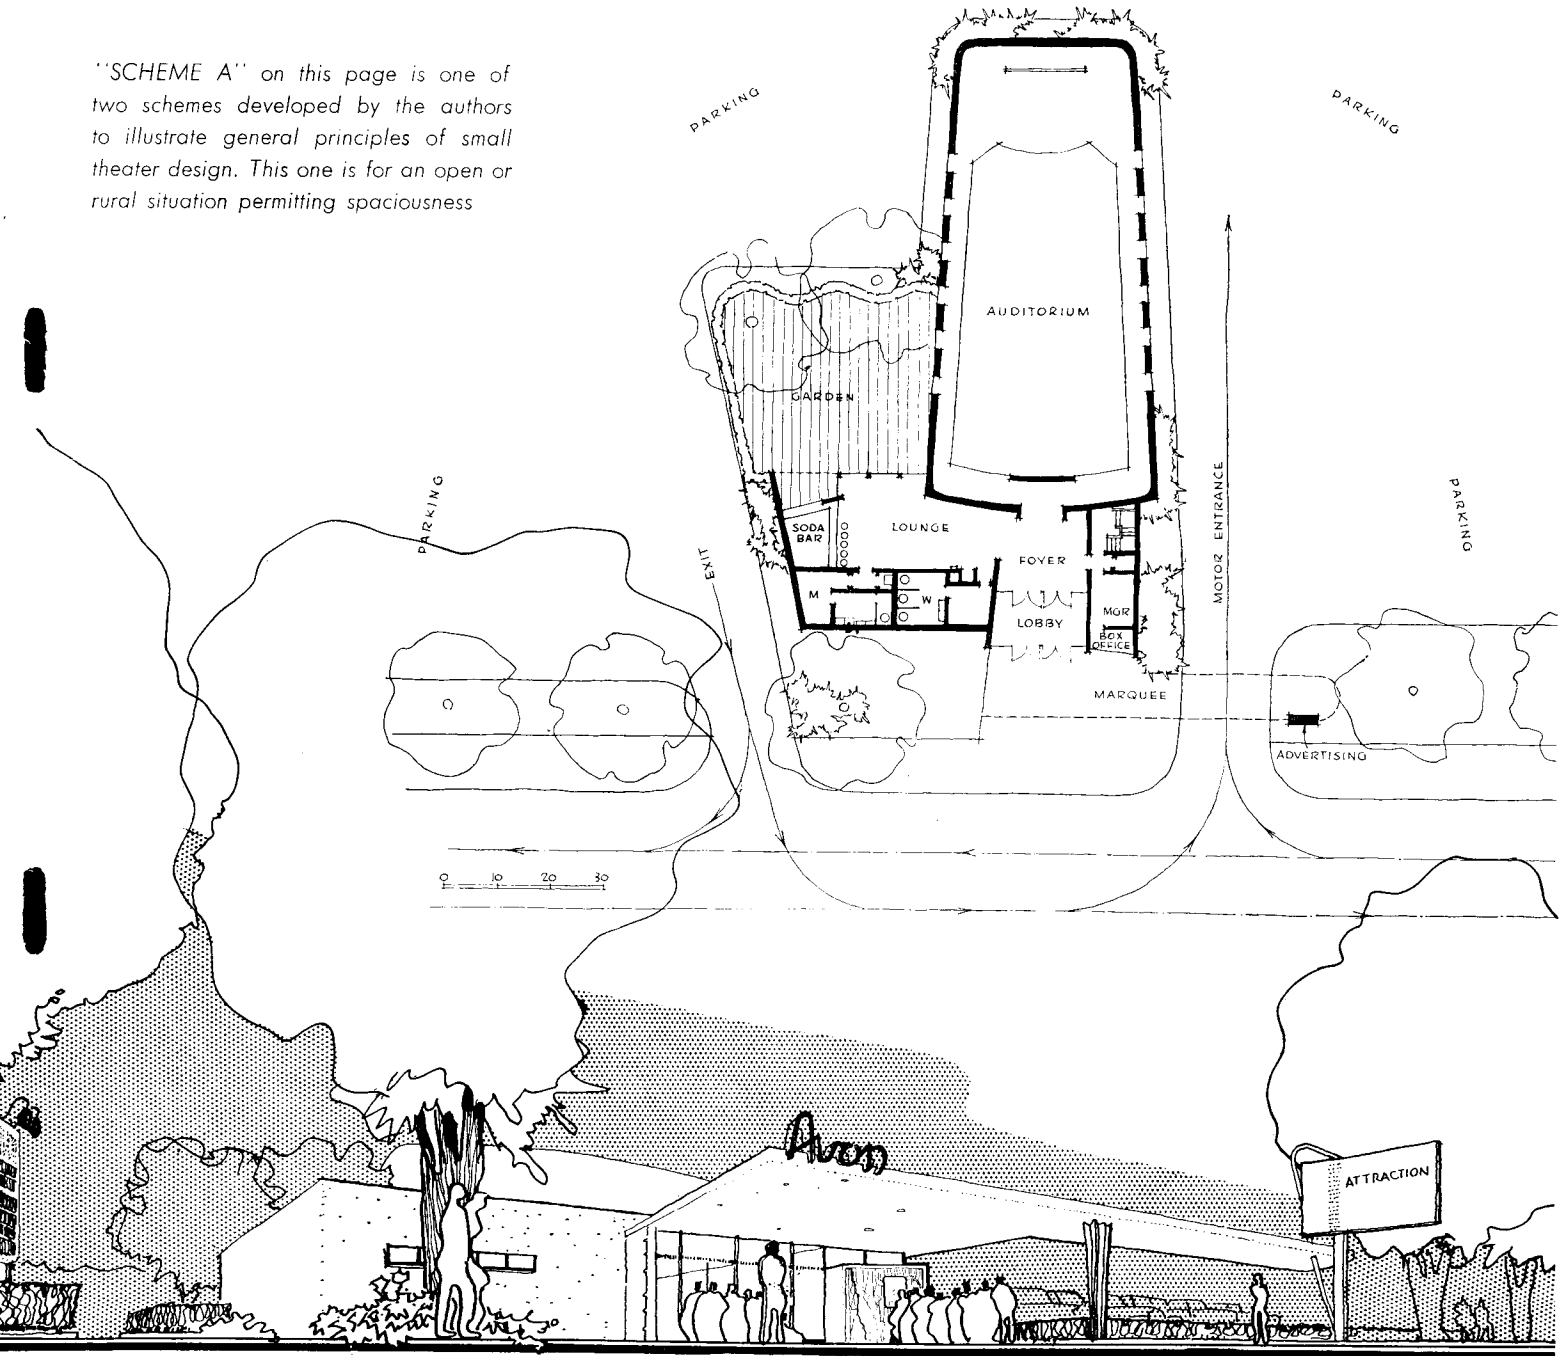 "SCHEME A" on this page is one of
two schemes developed by the authors
to illustrate general principles of small
theater design. This one is for an open or
rural situation permitting spaciousness
PARKING
PARKING
AUDITORIUM
GARDEN
PARKING
PARKING
MOTOR ENTRANCE
SODA
BAR
LOUNGE
EXIT
FOYER
M
W
MGR
LOBBY
BOX
OFFICE
MARQUEE
ADVERTISING
0 10 20 30
Avon
ATTRACTION